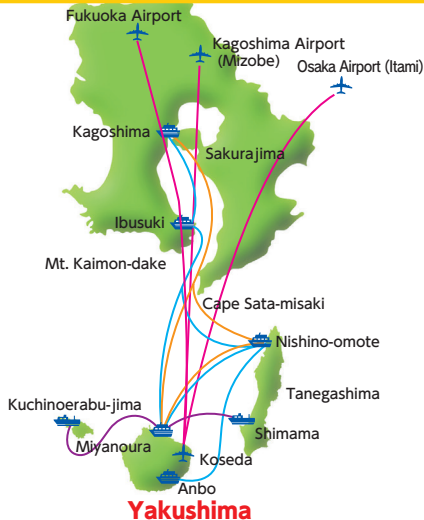 Fukuoka Airport
Kagoshima Airport
(Mizobe)
Osaka Airport (Itami)
Kagoshima
Sakurajima
Ibusuki
Mt. Kaimon-dake
Cape Sata-misaki
Nishino-omote
Tanegashima
Kuchinoerabu-jima
Shimama
Miyanoura
Koseda
Anbo
Yakushima